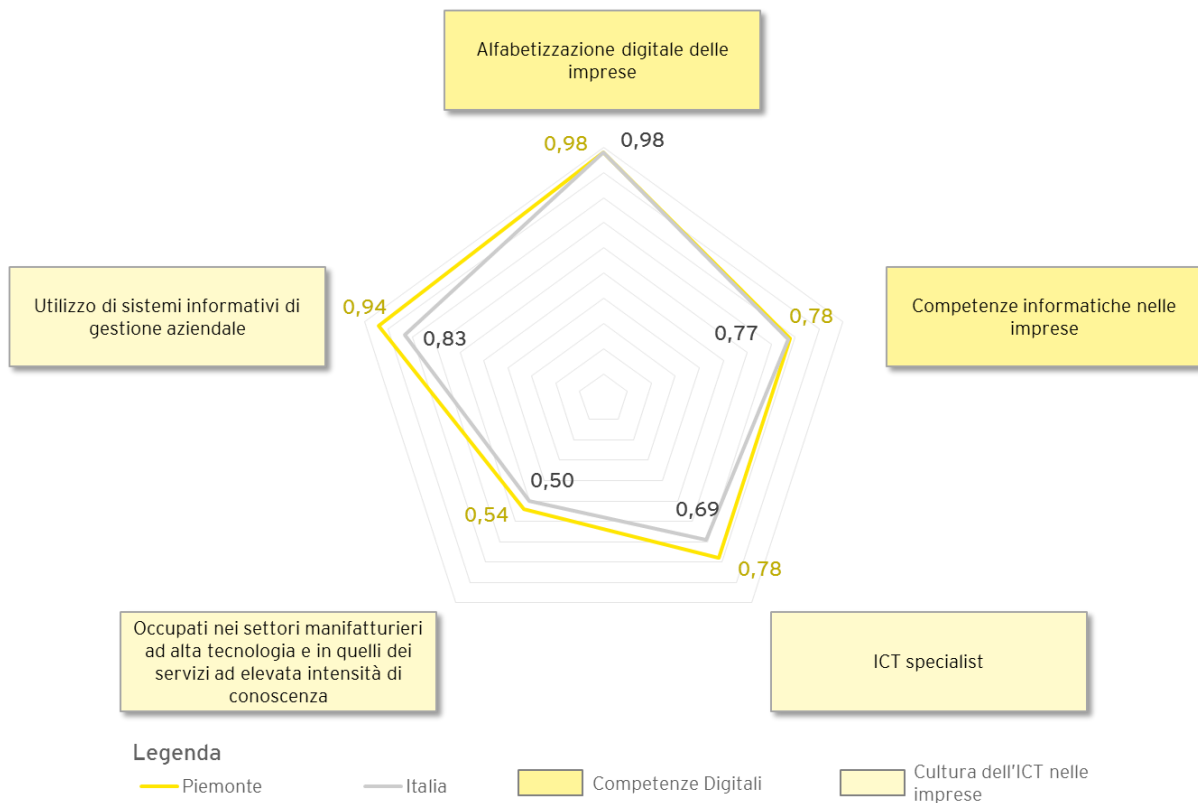 Alfabetizzazione digitale delle
imprese
0,98
0,98
Utilizzo di sistemi informativi di
gestione aziendale
0,94
0,83
0,77
0,78
Competenze informatiche nelle
imprese
0,50
0,54
0,69
0,78
Occupati nei settori manifatturieri
ad alta tecnologia e in quelli dei
servizi ad elevata intensità di
conoscenza
ICT specialist
Legenda
Piemonte
Italia
Competenze Digitali
Cultura dell'ICT nelle
imprese